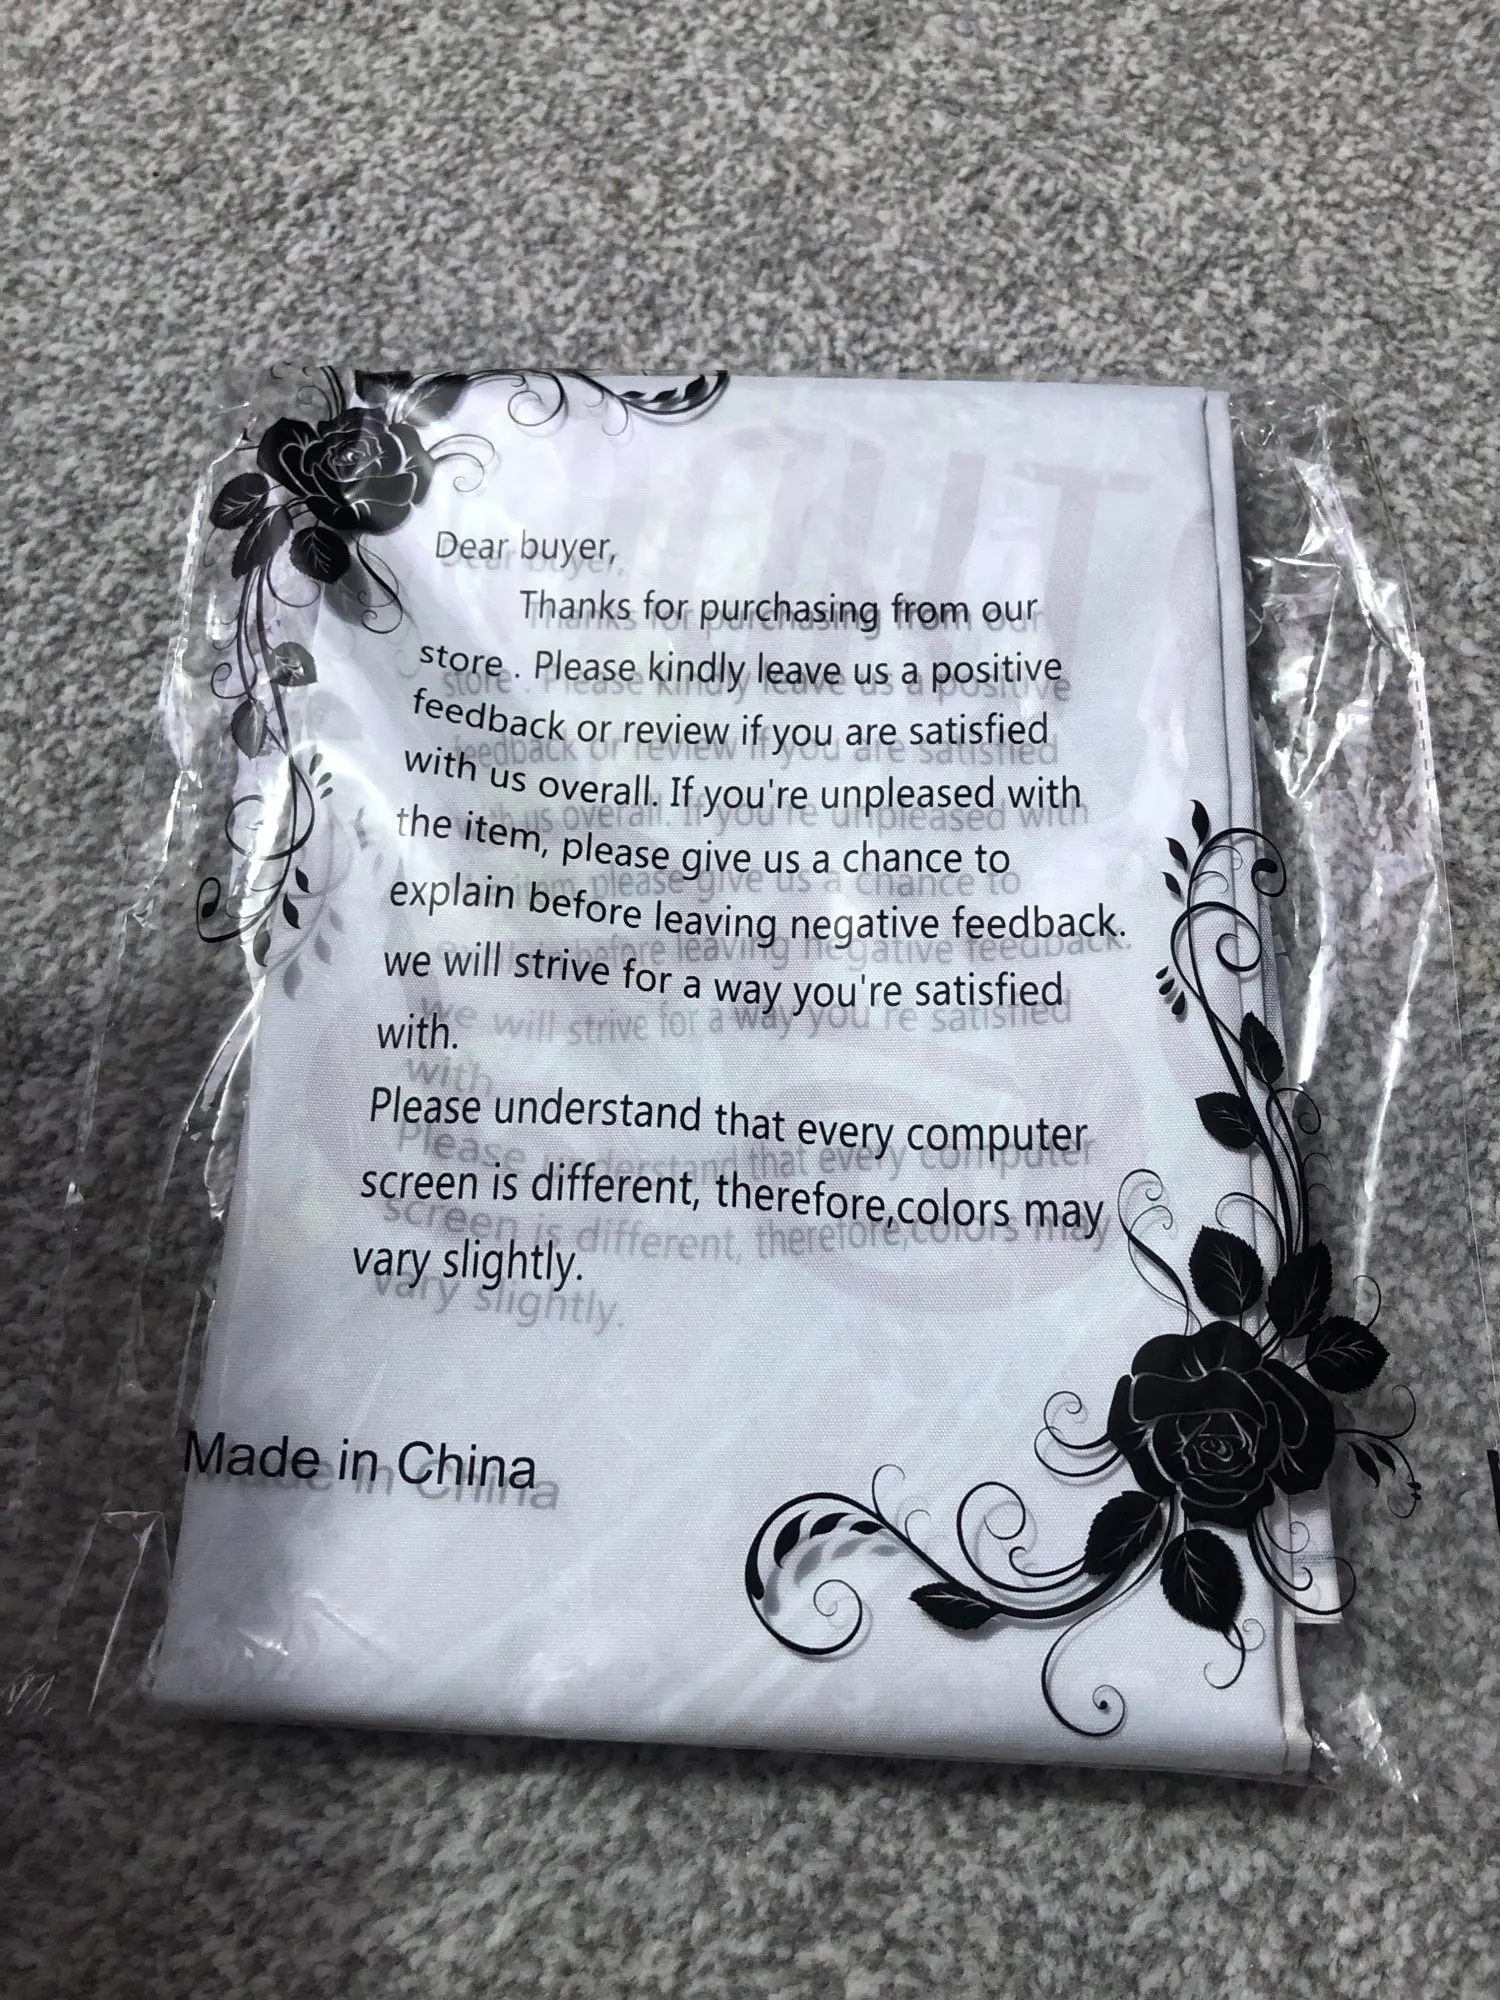 Dear buyer,
Thanks for purchasing from our
store . Please kindly leave us a positive
feedback or review if you are satisfied
with us overall. If you're unpleased with
the item, please give us a chance to
explain before leaving negative feedback.
we will strive for a way you're satisfied
with.
Please understand that every computer
screen is different, therefore,colors may
vary slightly.
Made in China